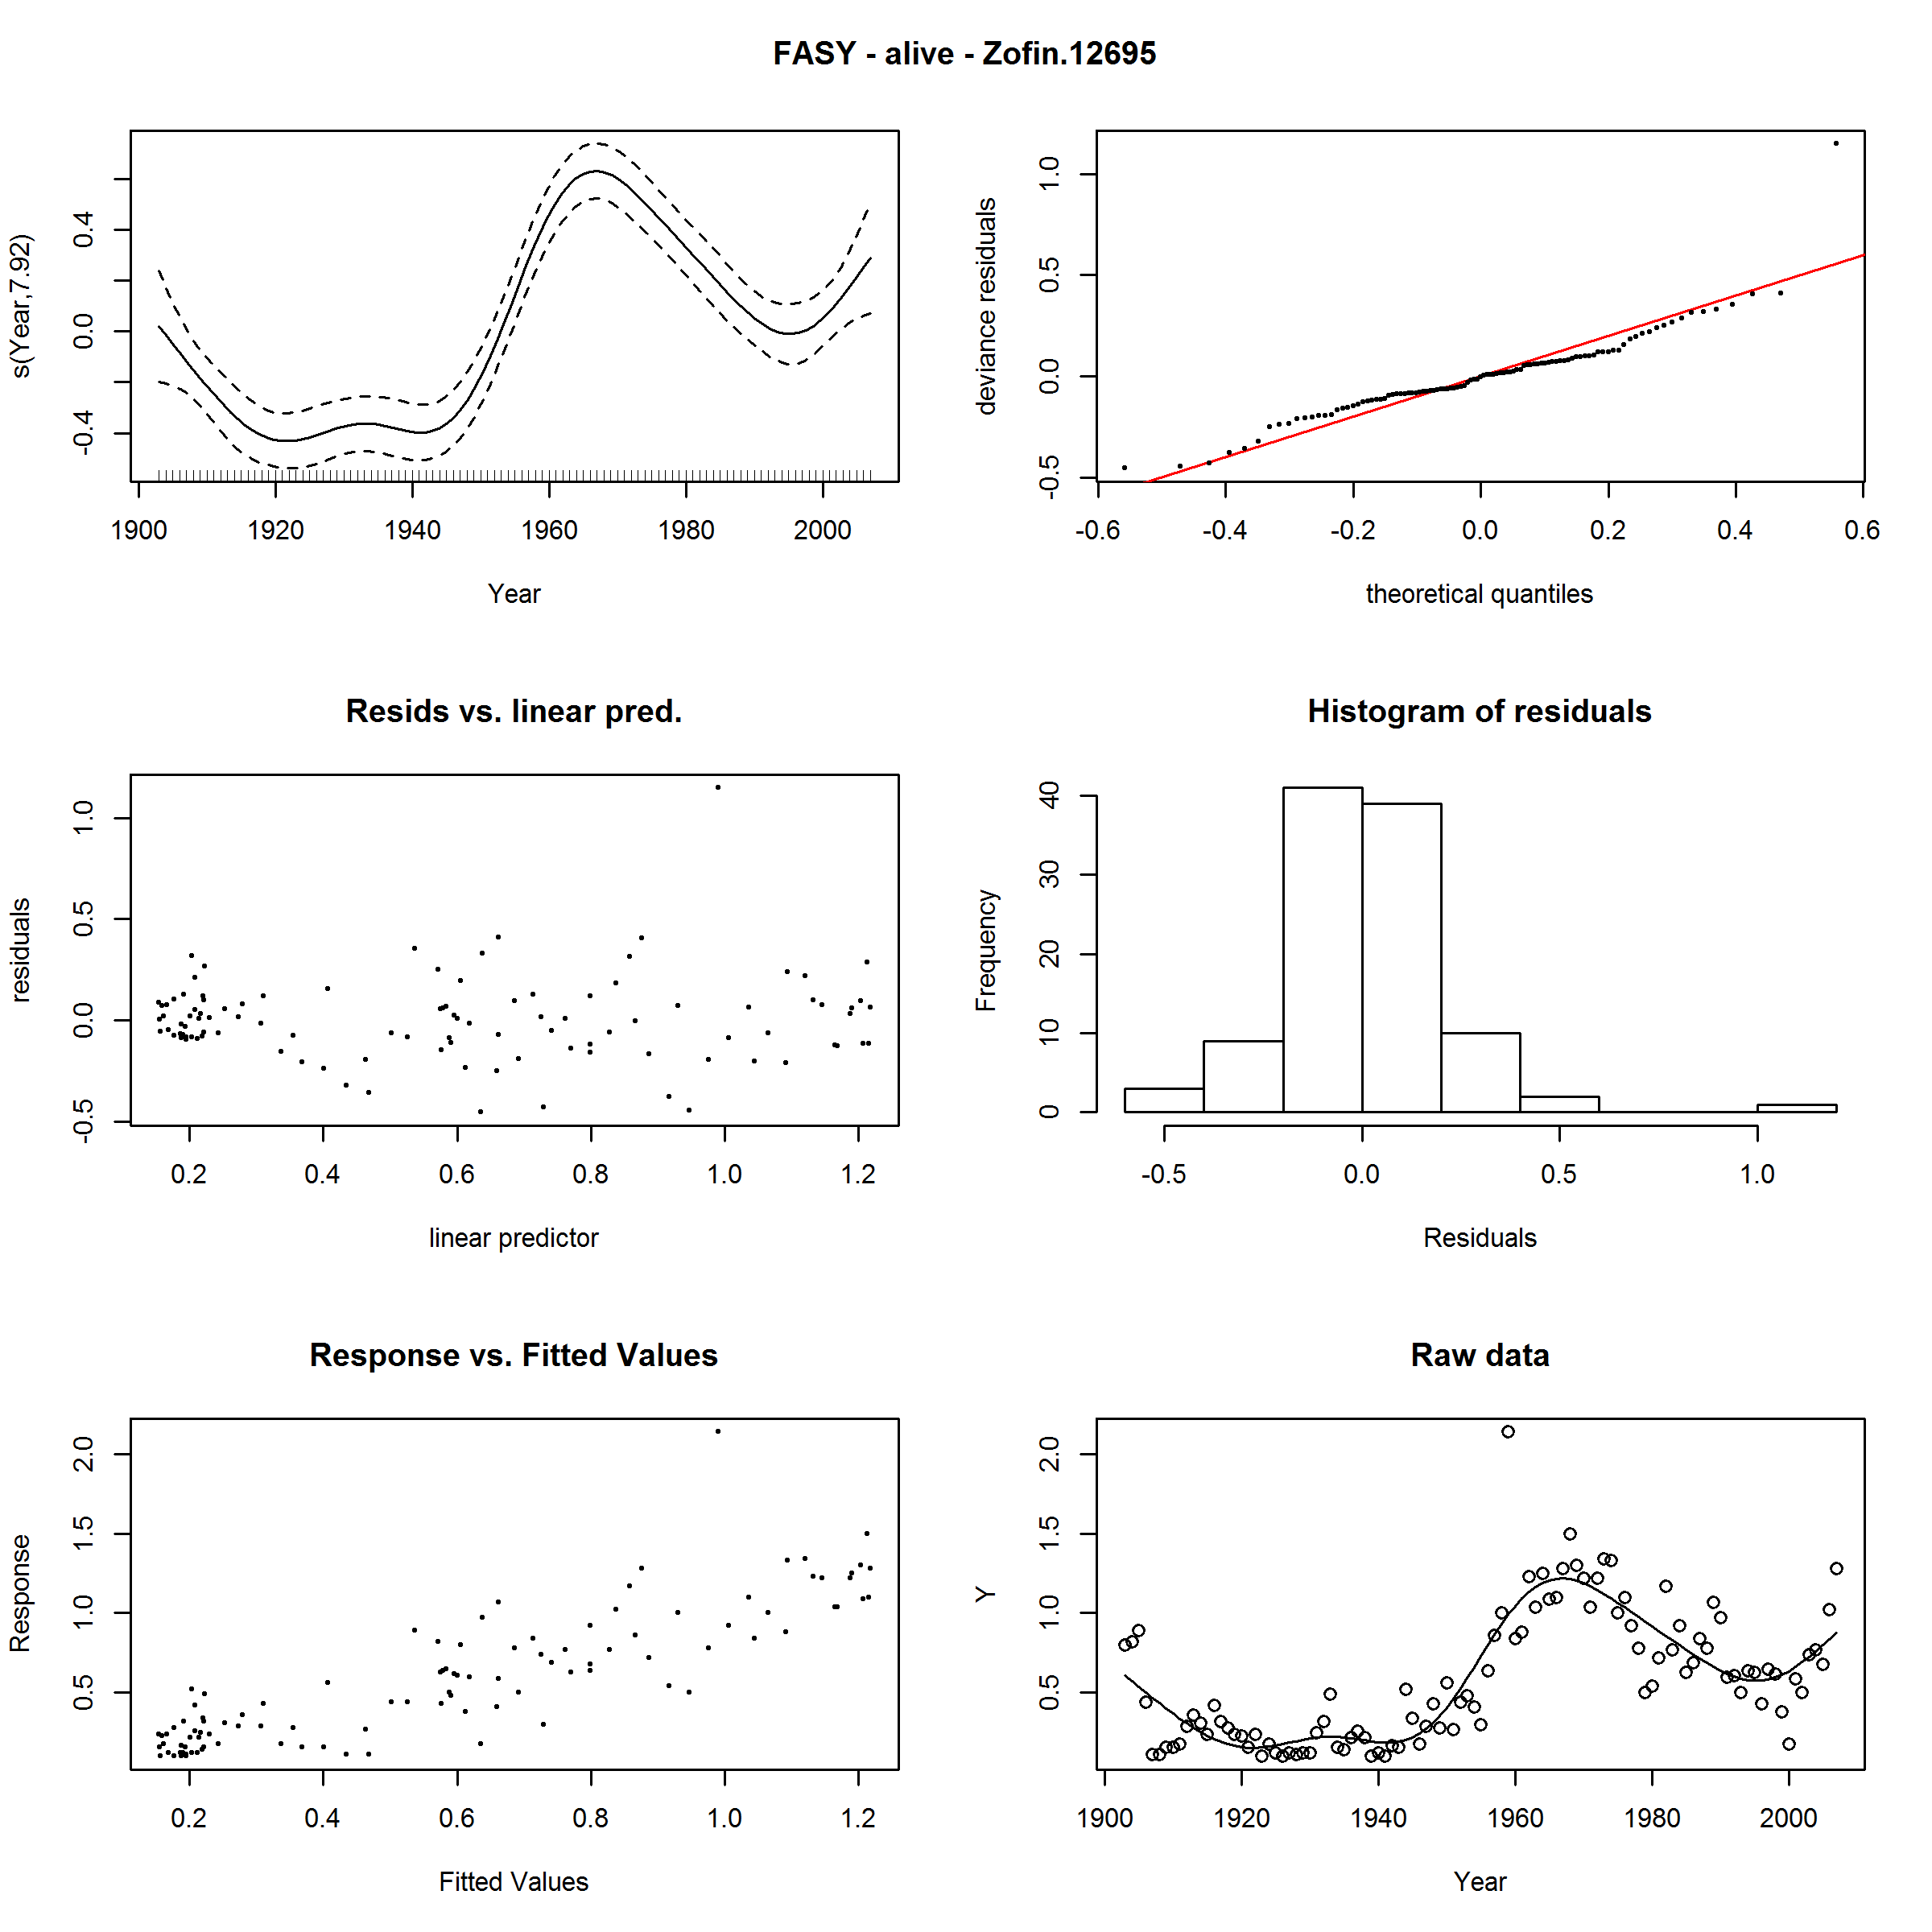 FASY - alive - Zofin.12695
s(Year,7.92)
-0.4 0.0 0.4
1900 1920 1940 1960 1980 2000
Year
deviance residuals
-0.5 0.0 0.5 1.0
-0.6 -0.4 -0.2 0.0 0.2 0.4 0.6
theoretical quantiles
Resids vs. linear pred.
residuals
-0.5 0.0 0.5 1.0
0.2 0.4 0.6 0.8 1.0 1.2
linear predictor
Histogram of residuals
Frequency
0 10 20 30 40
-0.5 0.0 0.5 1.0
Residuals
Response vs. Fitted Values
Response
0.5 1.0 1.5 2.0
0.2 0.4 0.6 0.8 1.0 1.2
Fitted Values
Raw data
Y
0.5 1.0 1.5 2.0
1900 1920 1940 1960 1980 2000
Year